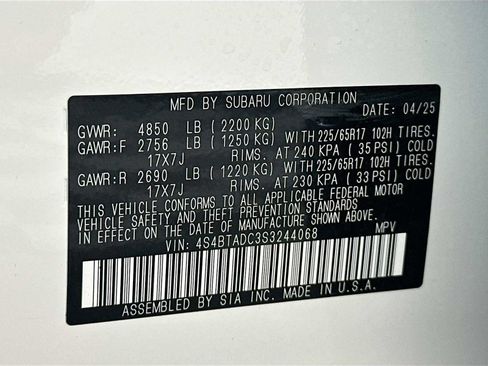 MFD BY SUBARU CORPORATION
DATE: 04/25
GVWR: 4850 LB (2200 KG)
GAWR:F 2756 LB (1250 KG) WITH 225/65R17 102H TIRES.
17X7J RIMS. AT 240 KPA (35 PSI) COLD
GAWR:R 2690 LB (1220 KG) WITH 225/65R17 102H TIRES.
17X7J RIMS. AT 230 KPA (33 PSI) COLD
THIS VEHICLE CONFORMS TO ALL APPLICABLE FEDERAL MOTOR
VEHICLE SAFETY AND THEFT PREVENTION STANDARDS
IN EFFECT ON THE DATE OF MANUFACTURE SHOWN ABOVE.
VIN: 4S4BTADC3S3244068 MPV
ASSEMBLED BY SIA INC. MADE IN U.S.A.